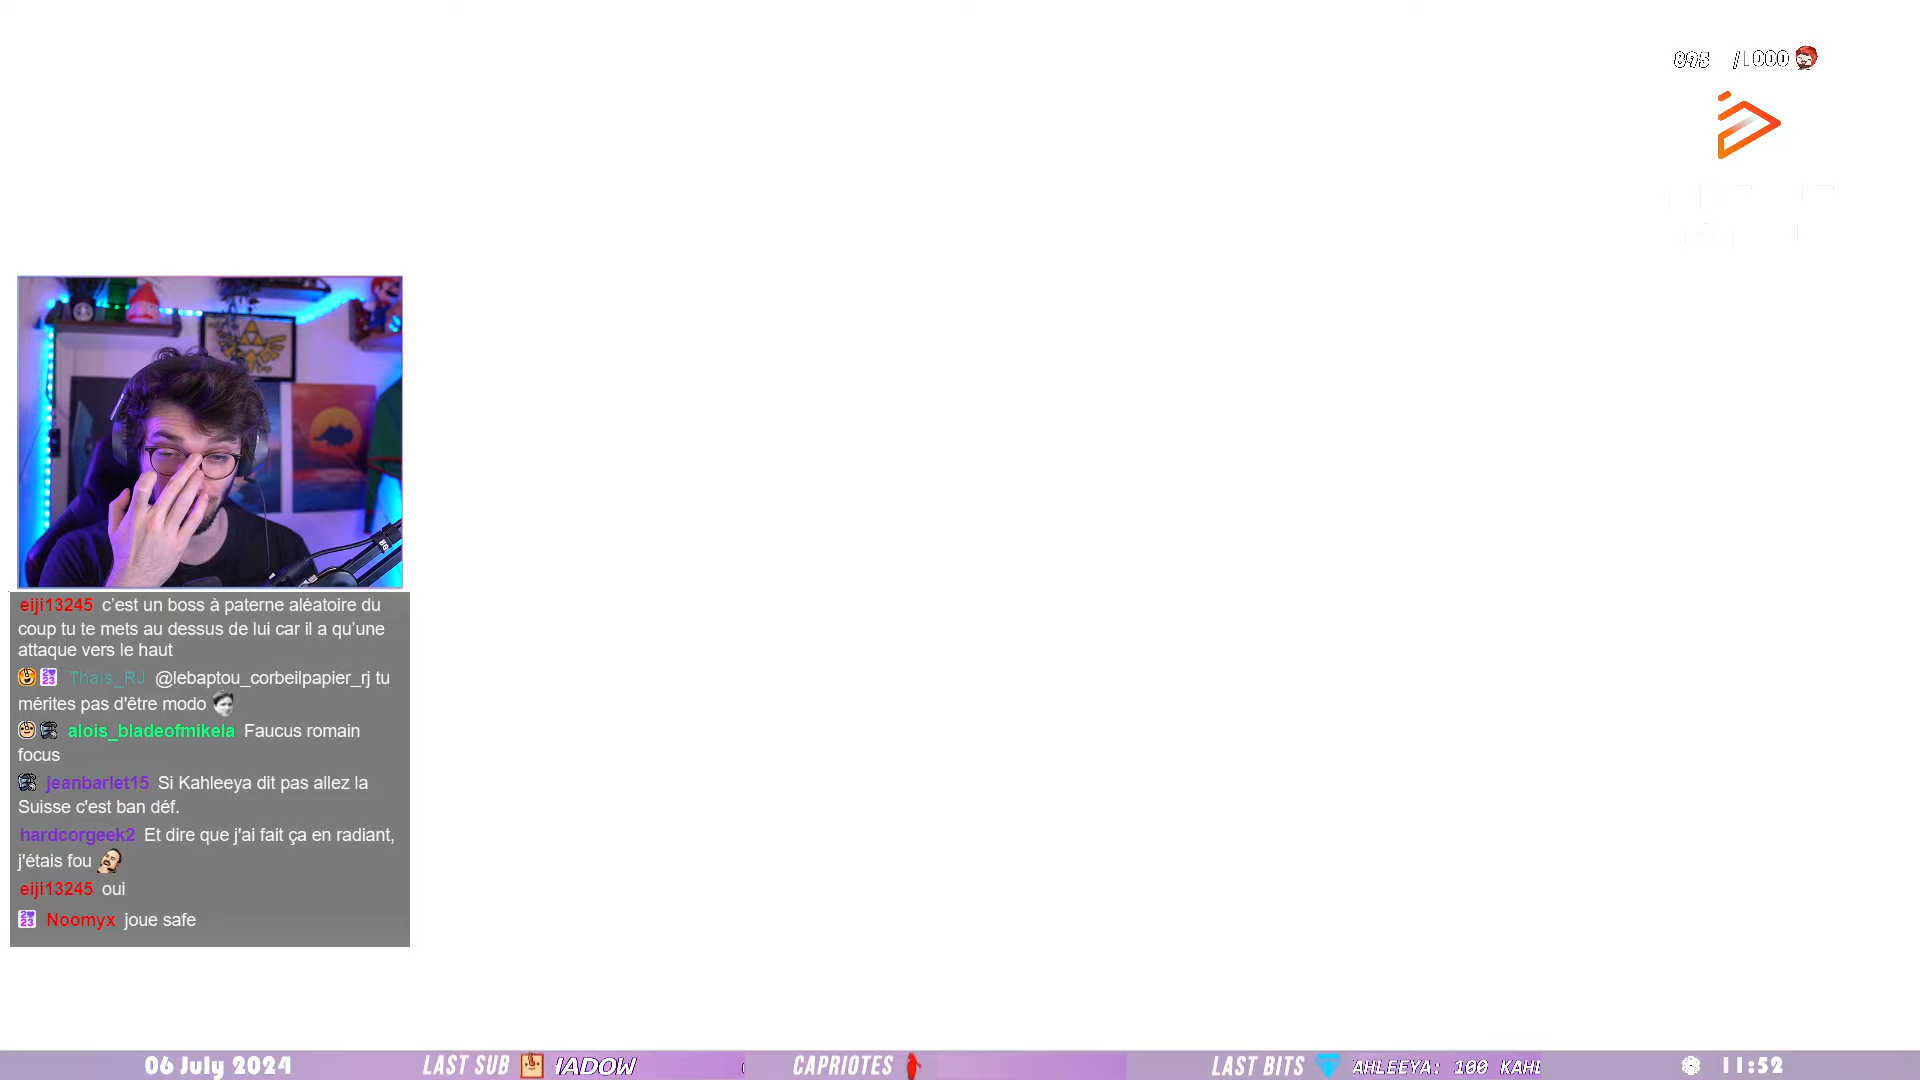 895 /1000
eiji13245 c’est un boss à paterne aléatoire du
coup tu te mets au dessus de lui car il a qu’une
attaque vers le haut
Thais_RJ @lebaptou_corbeilpapier_rj tu
mérites pas d'être modo
alois_bladeofmikela Faucus romain
focus
jeanbarlet15 Si Kahleeya dit pas allez la
Suisse c'est ban déf.
hardcorgeek2 Et dire que j'ai fait ça en radiant,
j'étais fou
eiji13245 oui
Noomyx joue safe
06 July 2024 LAST SUB HADOW CAPRIOTES LAST BITS AHLEEYA: 100 KAHL 11:52